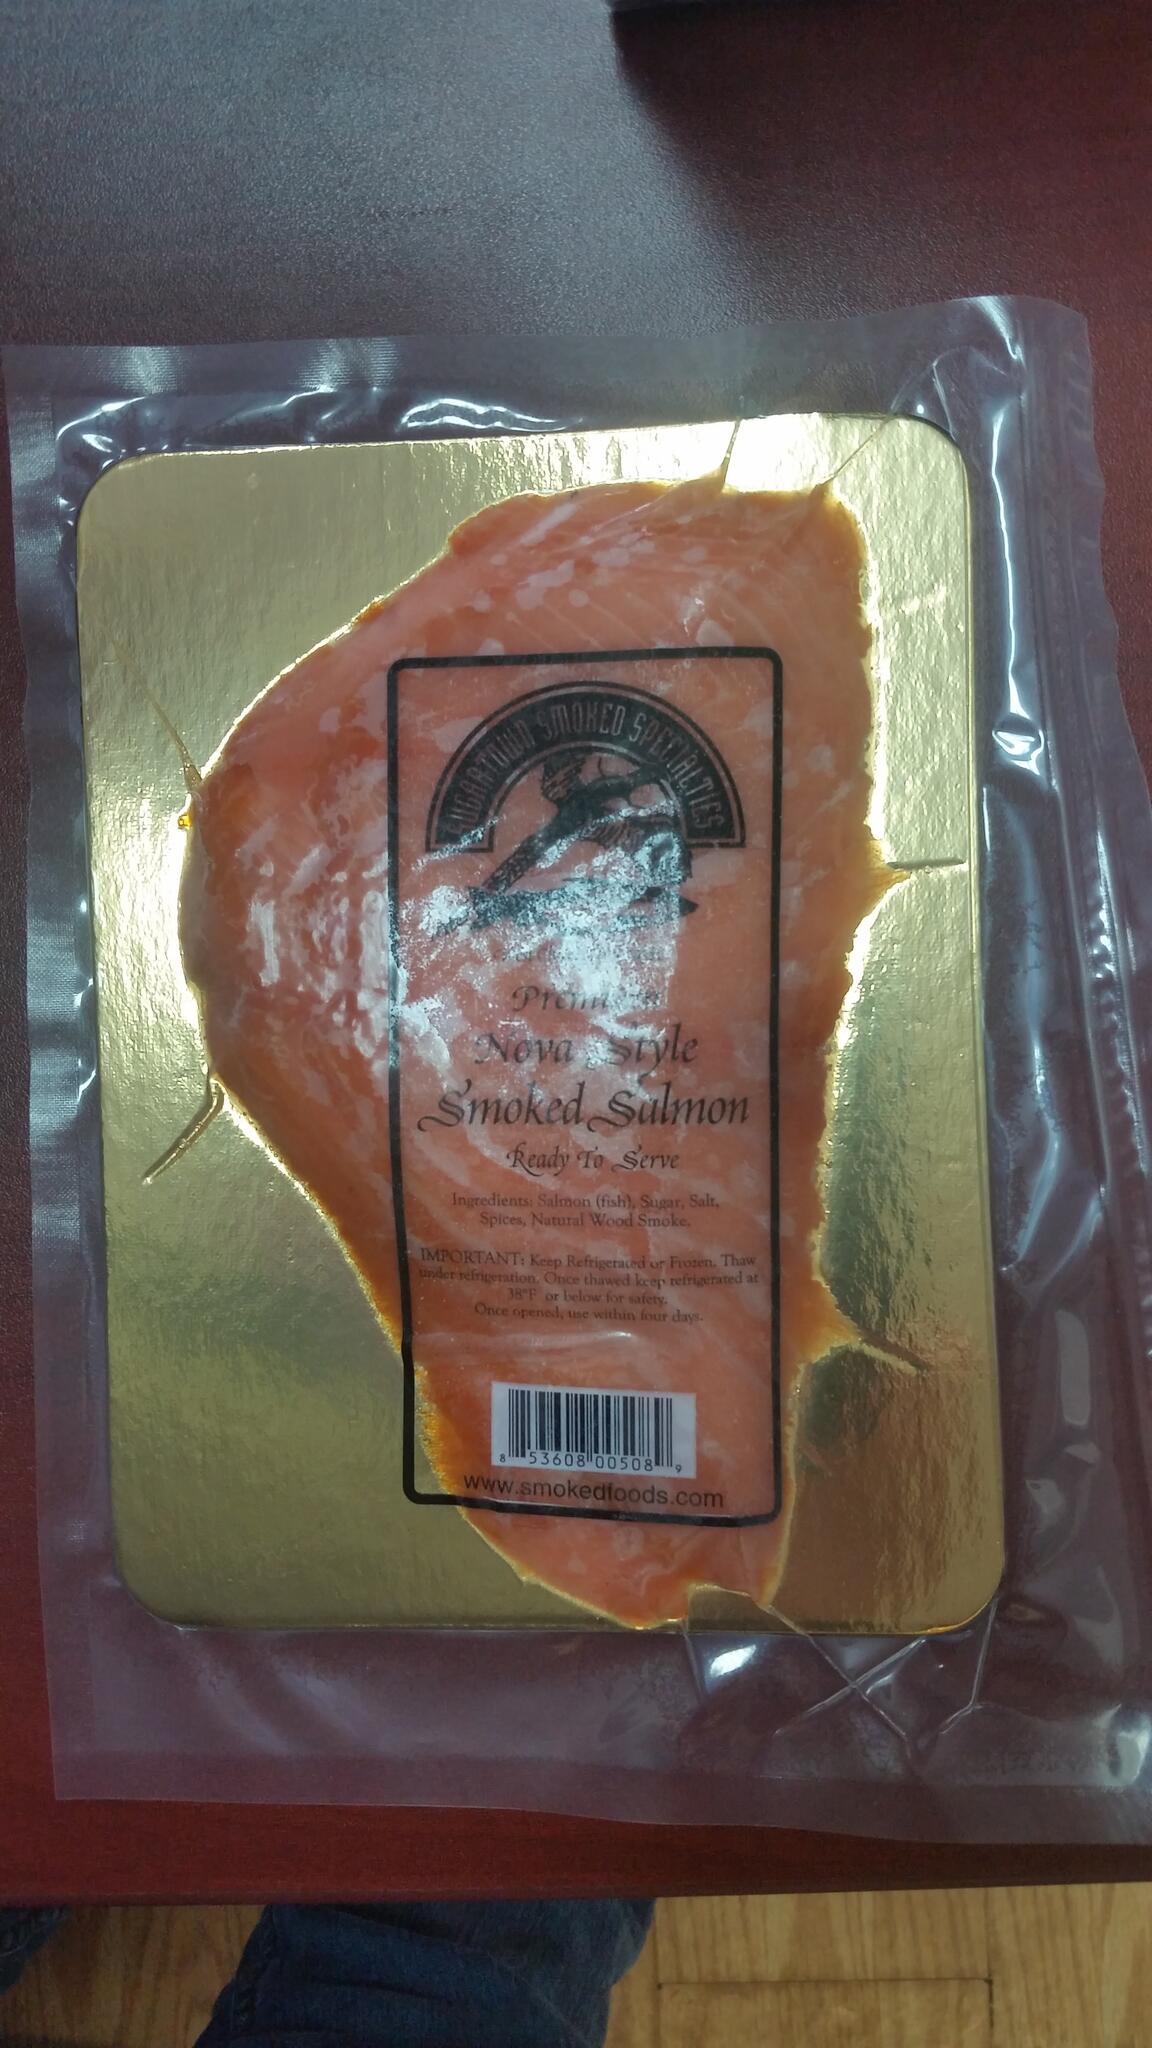 SUGARTOWN SMOKED SPECIALTIES
Premium
Nova Style
Smoked Salmon
Ready To Serve
Ingredients: Salmon (fish), Sugar, Salt,
Spices, Natural Wood Smoke.
IMPORTANT: Keep Refrigerated or Frozen. Thaw
under refrigeration. Once thawed keep refrigerated at
38°F or below for safety.
Once opened, use within four days.
8 53608 00508 9
www.smokedfoods.com